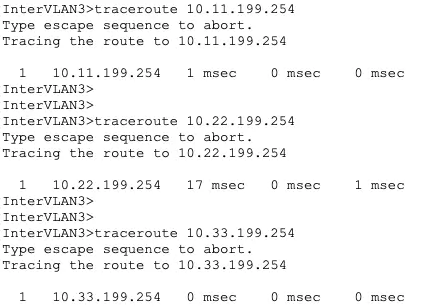 InterVLAN3>traceroute 10.11.199.254
Type escape sequence to abort.
Tracing the route to 10.11.199.254
1 10.11.199.254 1 msec 0 msec 0 msec
InterVLAN3>
InterVLAN3>
InterVLAN3>traceroute 10.22.199.254
Type escape sequence to abort.
Tracing the route to 10.22.199.254
1 10.22.199.254 17 msec 0 msec 1 msec
InterVLAN3>
InterVLAN3>
InterVLAN3>traceroute 10.33.199.254
Type escape sequence to abort.
Tracing the route to 10.33.199.254
1 10.33.199.254 0 msec 0 msec 0 msec